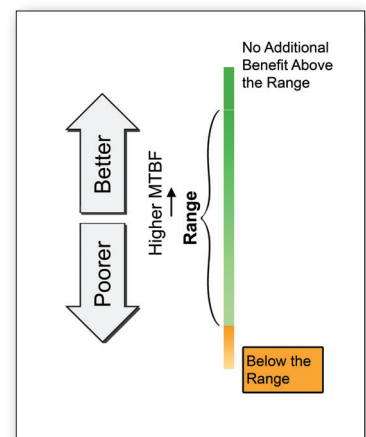 No Additional
Benefit Above
the Range
Better
Higher MTBF
Range
Poorer
Below the
Range